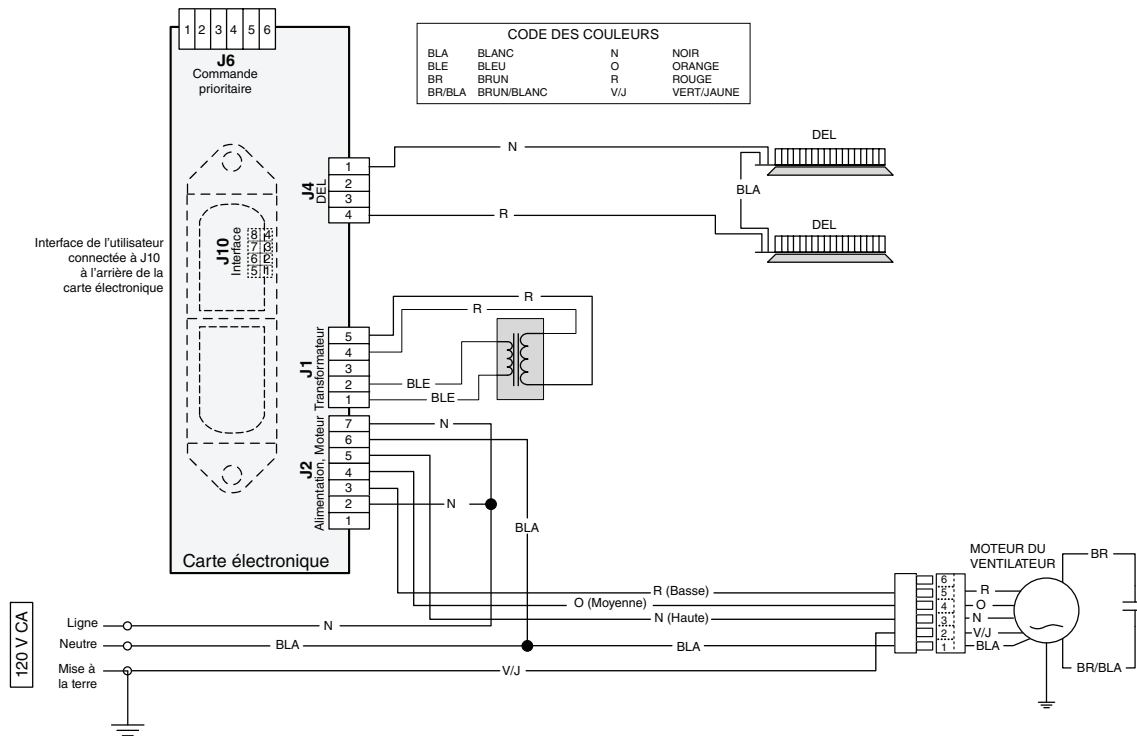 1 2 3 4 5 6
J6
Commande
prioritaire
CODE DES COULEURS
BLA BLANC N NOIR
BLE BLEU O ORANGE
BR BRUN R ROUGE
BR/BLA BRUN/BLANC V/J VERT/JAUNE
DEL
N
BLA
R
DEL
J4
DEL
1
2
3
4
Interface de l'utilisateur
connectée à J10
à l'arrière de la
carte électronique
J10
Interface
8 4
7 3
6 2
5 1
R
R
J1
Transformateur
5
4
3
2
1
BLE
BLE
J2
Alimentation, Moteur
7
6
5
4
3
2
1
N
N
BLA
Carte électronique
MOTEUR DU
VENTILATEUR
BR
R (Basse)
O (Moyenne)
N (Haute)
6
5
4
3
2
1
R
O
N
V/J
BLA
BR/BLA
120 V CA
Ligne
N
Neutre
BLA
BLA
Mise à
la terre
V/J